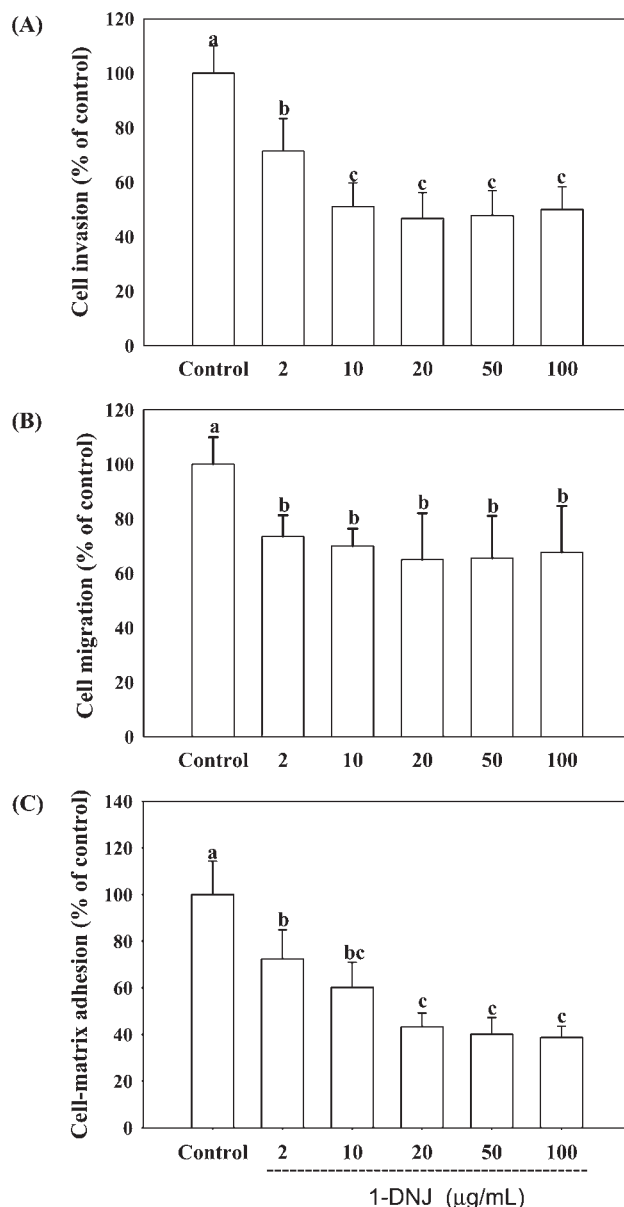 (A)
Cell invasion (% of control)
120
100
80
60
40
20
0
a
b
c
c
c
c
Control 2 10 20 50 100
(B)
Cell migration (% of control)
120
100
80
60
40
20
0
a
b
b
b
b
b
Control 2 10 20 50 100
(C)
Cell-matrix adhesion (% of control)
140
120
100
80
60
40
20
0
a
b
bc
c
c
c
Control 2 10 20 50 100
1-DNJ (μg/mL)